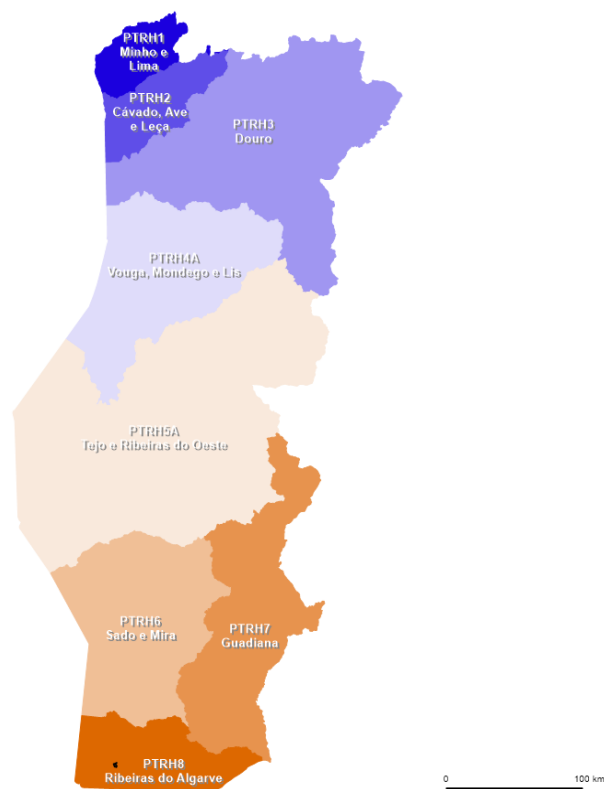 PTRH1
Minho e
Lima
PTRH2
Cávado, Ave
e Leça
PTRH3
Douro
PTRH4A
Vouga, Mondego e Lis
PTRH5A
Tejo e Ribeiras do Oeste
PTRH6
Sado e Mira
PTRH7
Guadiana
PTRH8
Ribeiras do Algarve
0 100 km